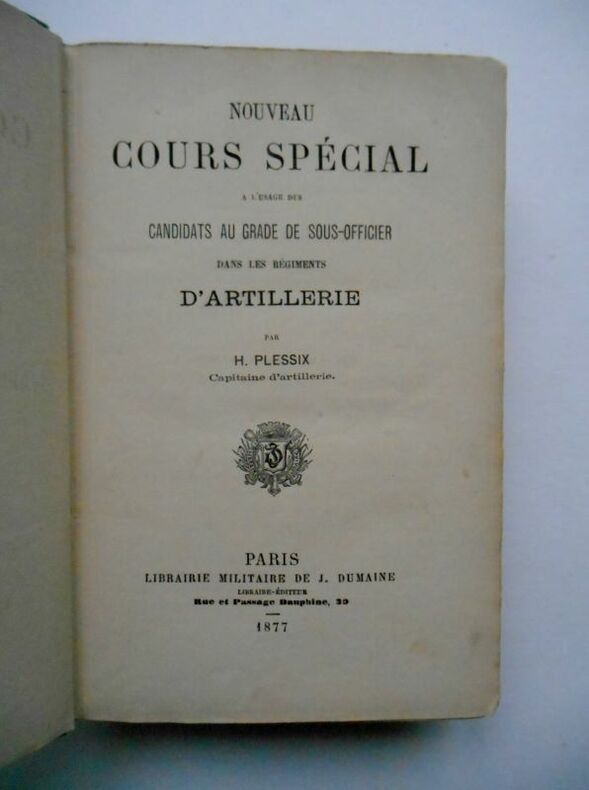 NOUVEAU
COURS SPÉCIAL
A L'USAGE DES
CANDIDATS AU GRADE DE SOUS-OFFICIER
DANS LES RÉGIMENTS
D'ARTILLERIE
PAR
H. PLESSIX
Capitaine d'artillerie.
PARIS
LIBRAIRIE MILITAIRE DE J. DUMAINE
LIBRAIRE-ÉDITEUR
Rue et Passage Dauphine, 30
1877